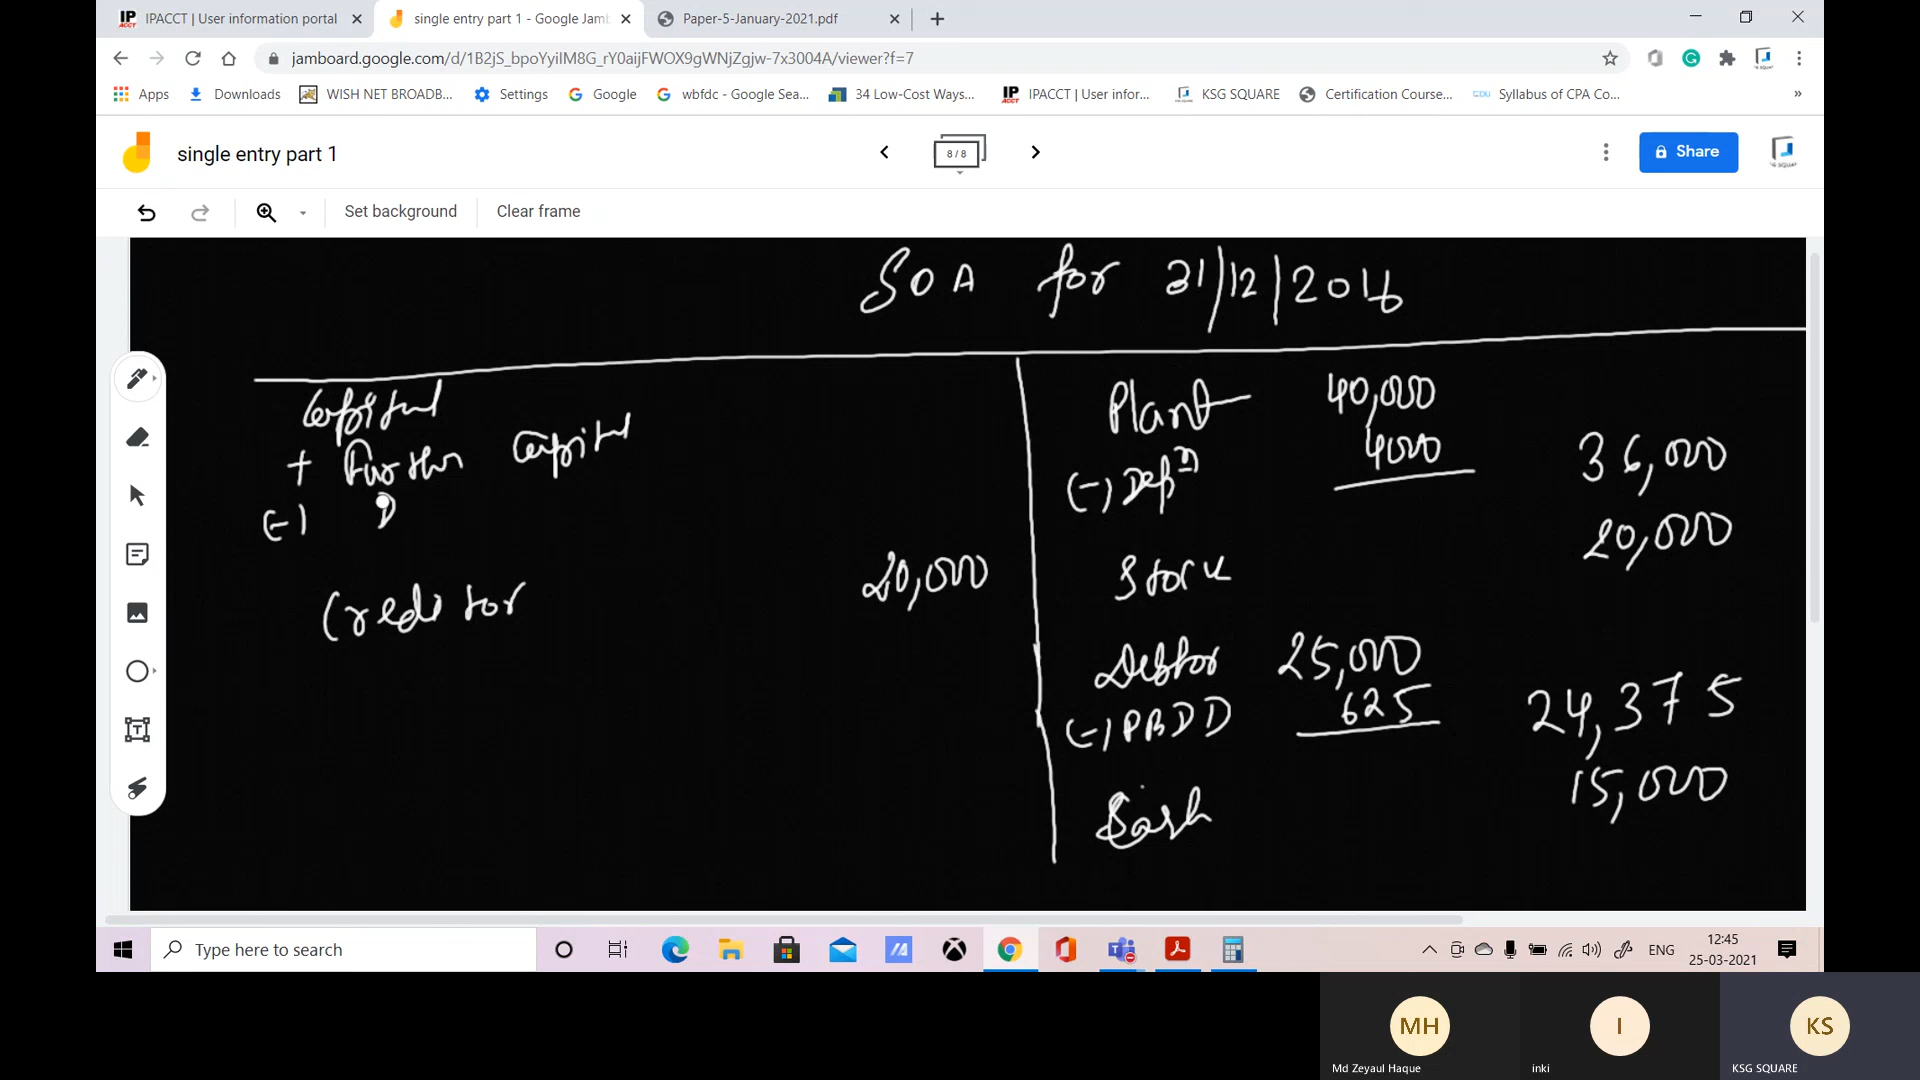 IPACCT | User information portal
single entry part 1 - Google Jamb
Paper-5-January-2021.pdf
jamboard.google.com/d/1B2jS_bpoYyiIM8G_rY0aijFWOX9gWNjZgjw-7x3004A/viewer?f=7
Apps
Downloads
WISH NET BROADB...
Settings
Google
wbfdc - Google Sea...
34 Low-Cost Ways...
IPACCT | User infor...
KSG SQUARE
Certification Course...
Syllabus of CPA Co...
»
single entry part 1
8 / 8
Share
Set background
Clear frame
SOA for 31/12/2016
Capital
+ Further Capital
(-) D
Creditor 20,000
Plant 40,000
(-) Depn 4000 36,000
Stock 20,000
Debtor 25,000
(-) PBDD 625 24,375
Cash 15,000
Type here to search
ENG
12:45
25-03-2021
MH
Md Zeyaul Haque
I
inki
KS
KSG SQUARE